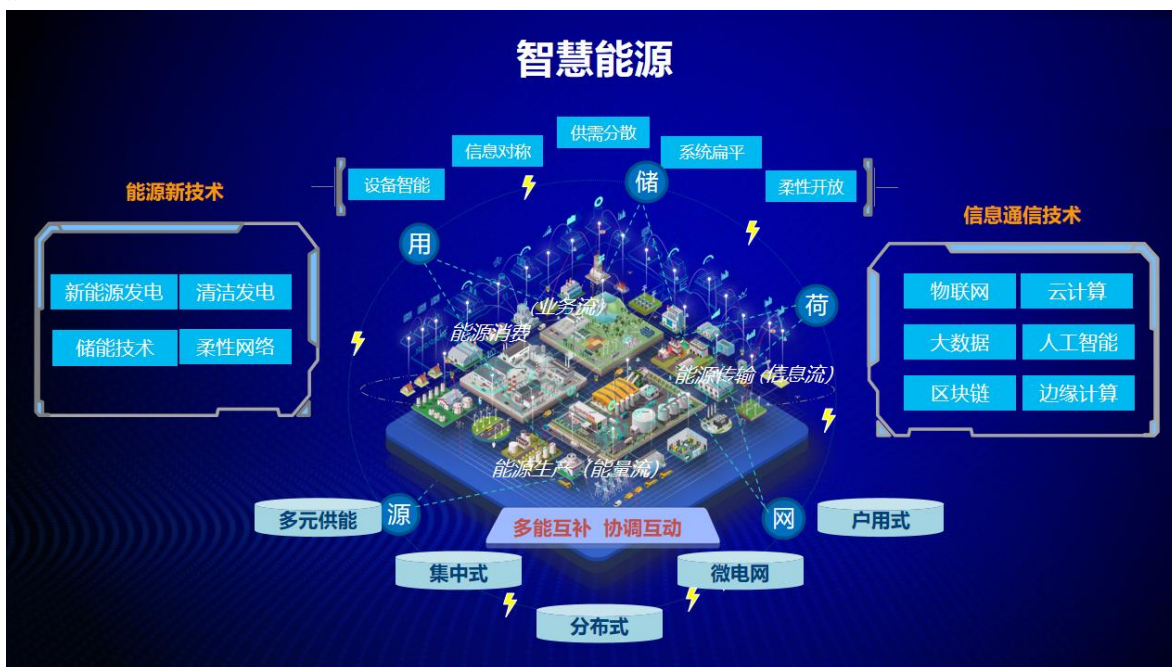 智慧能源
供需分散
信息对称
系统扁平
设备智能
柔性开放
储
能源新技术
信息通信技术
用
新能源发电
清洁发电
储能技术
柔性网络
荷
物联网
云计算
大数据
人工智能
区块链
边缘计算
(业务流)
能源消费
能源传输 (信息流)
能源生产 (能量流)
多元供能
源
多能互补 协调互动
网
户用式
集中式
微电网
分布式